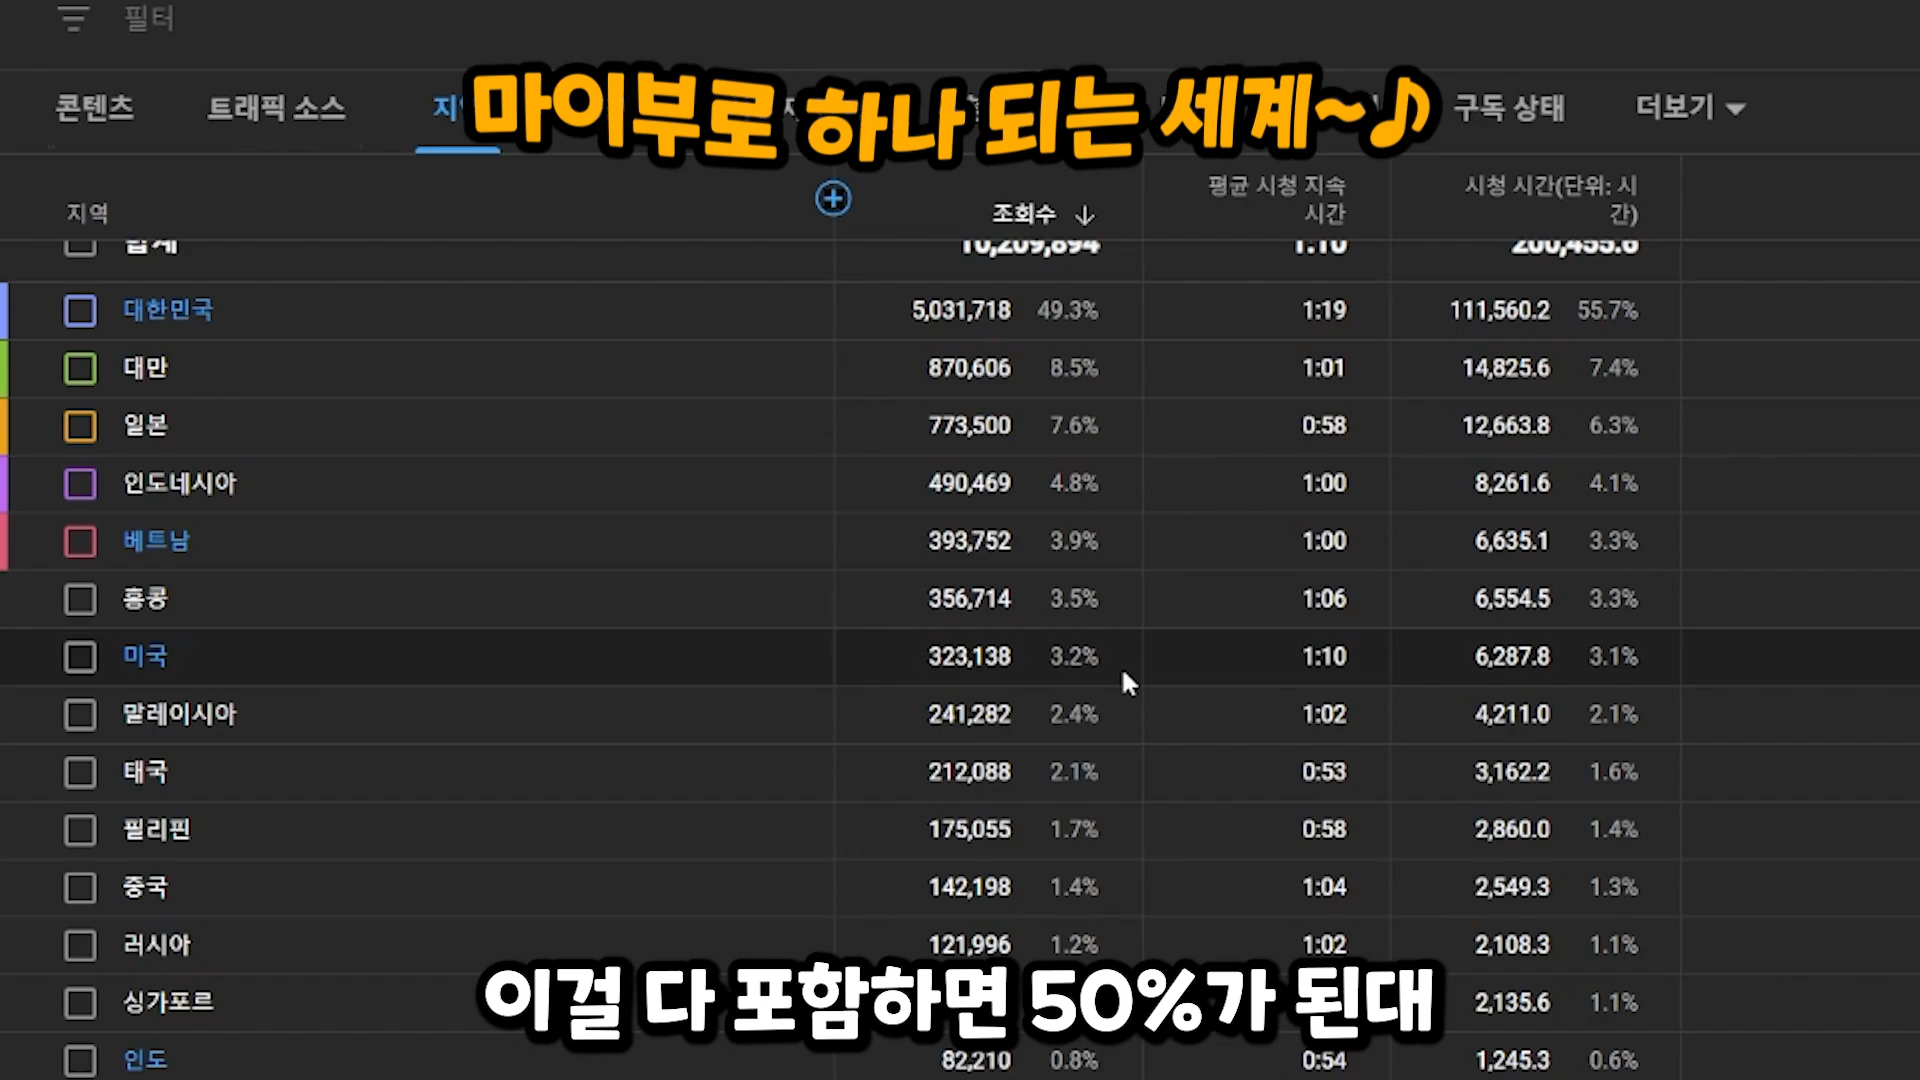 필터
마이부로 하나 되는 세계~♪
콘텐츠 트래픽 소스 구독 상태 더보기
지역 조회수 ↓ 평균 시청 지속 시간 시청 시간(단위: 시간)
합계 10,209,894 1:10 200,455.6
대한민국 5,031,718 49.3% 1:19 111,560.2 55.7%
대만 870,606 8.5% 1:01 14,825.6 7.4%
일본 773,500 7.6% 0:58 12,663.8 6.3%
인도네시아 490,469 4.8% 1:00 8,261.6 4.1%
베트남 393,752 3.9% 1:00 6,635.1 3.3%
홍콩 356,714 3.5% 1:06 6,554.5 3.3%
미국 323,138 3.2% 1:10 6,287.8 3.1%
말레이시아 241,282 2.4% 1:02 4,211.0 2.1%
태국 212,088 2.1% 0:53 3,162.2 1.6%
필리핀 175,055 1.7% 0:58 2,860.0 1.4%
중국 142,198 1.4% 1:04 2,549.3 1.3%
러시아 121,996 1.2% 1:02 2,108.3 1.1%
싱가포르 2,135.6 1.1%
이걸 다 포함하면 50%가 된대
인도 82,210 0.8% 0:54 1,245.3 0.6%